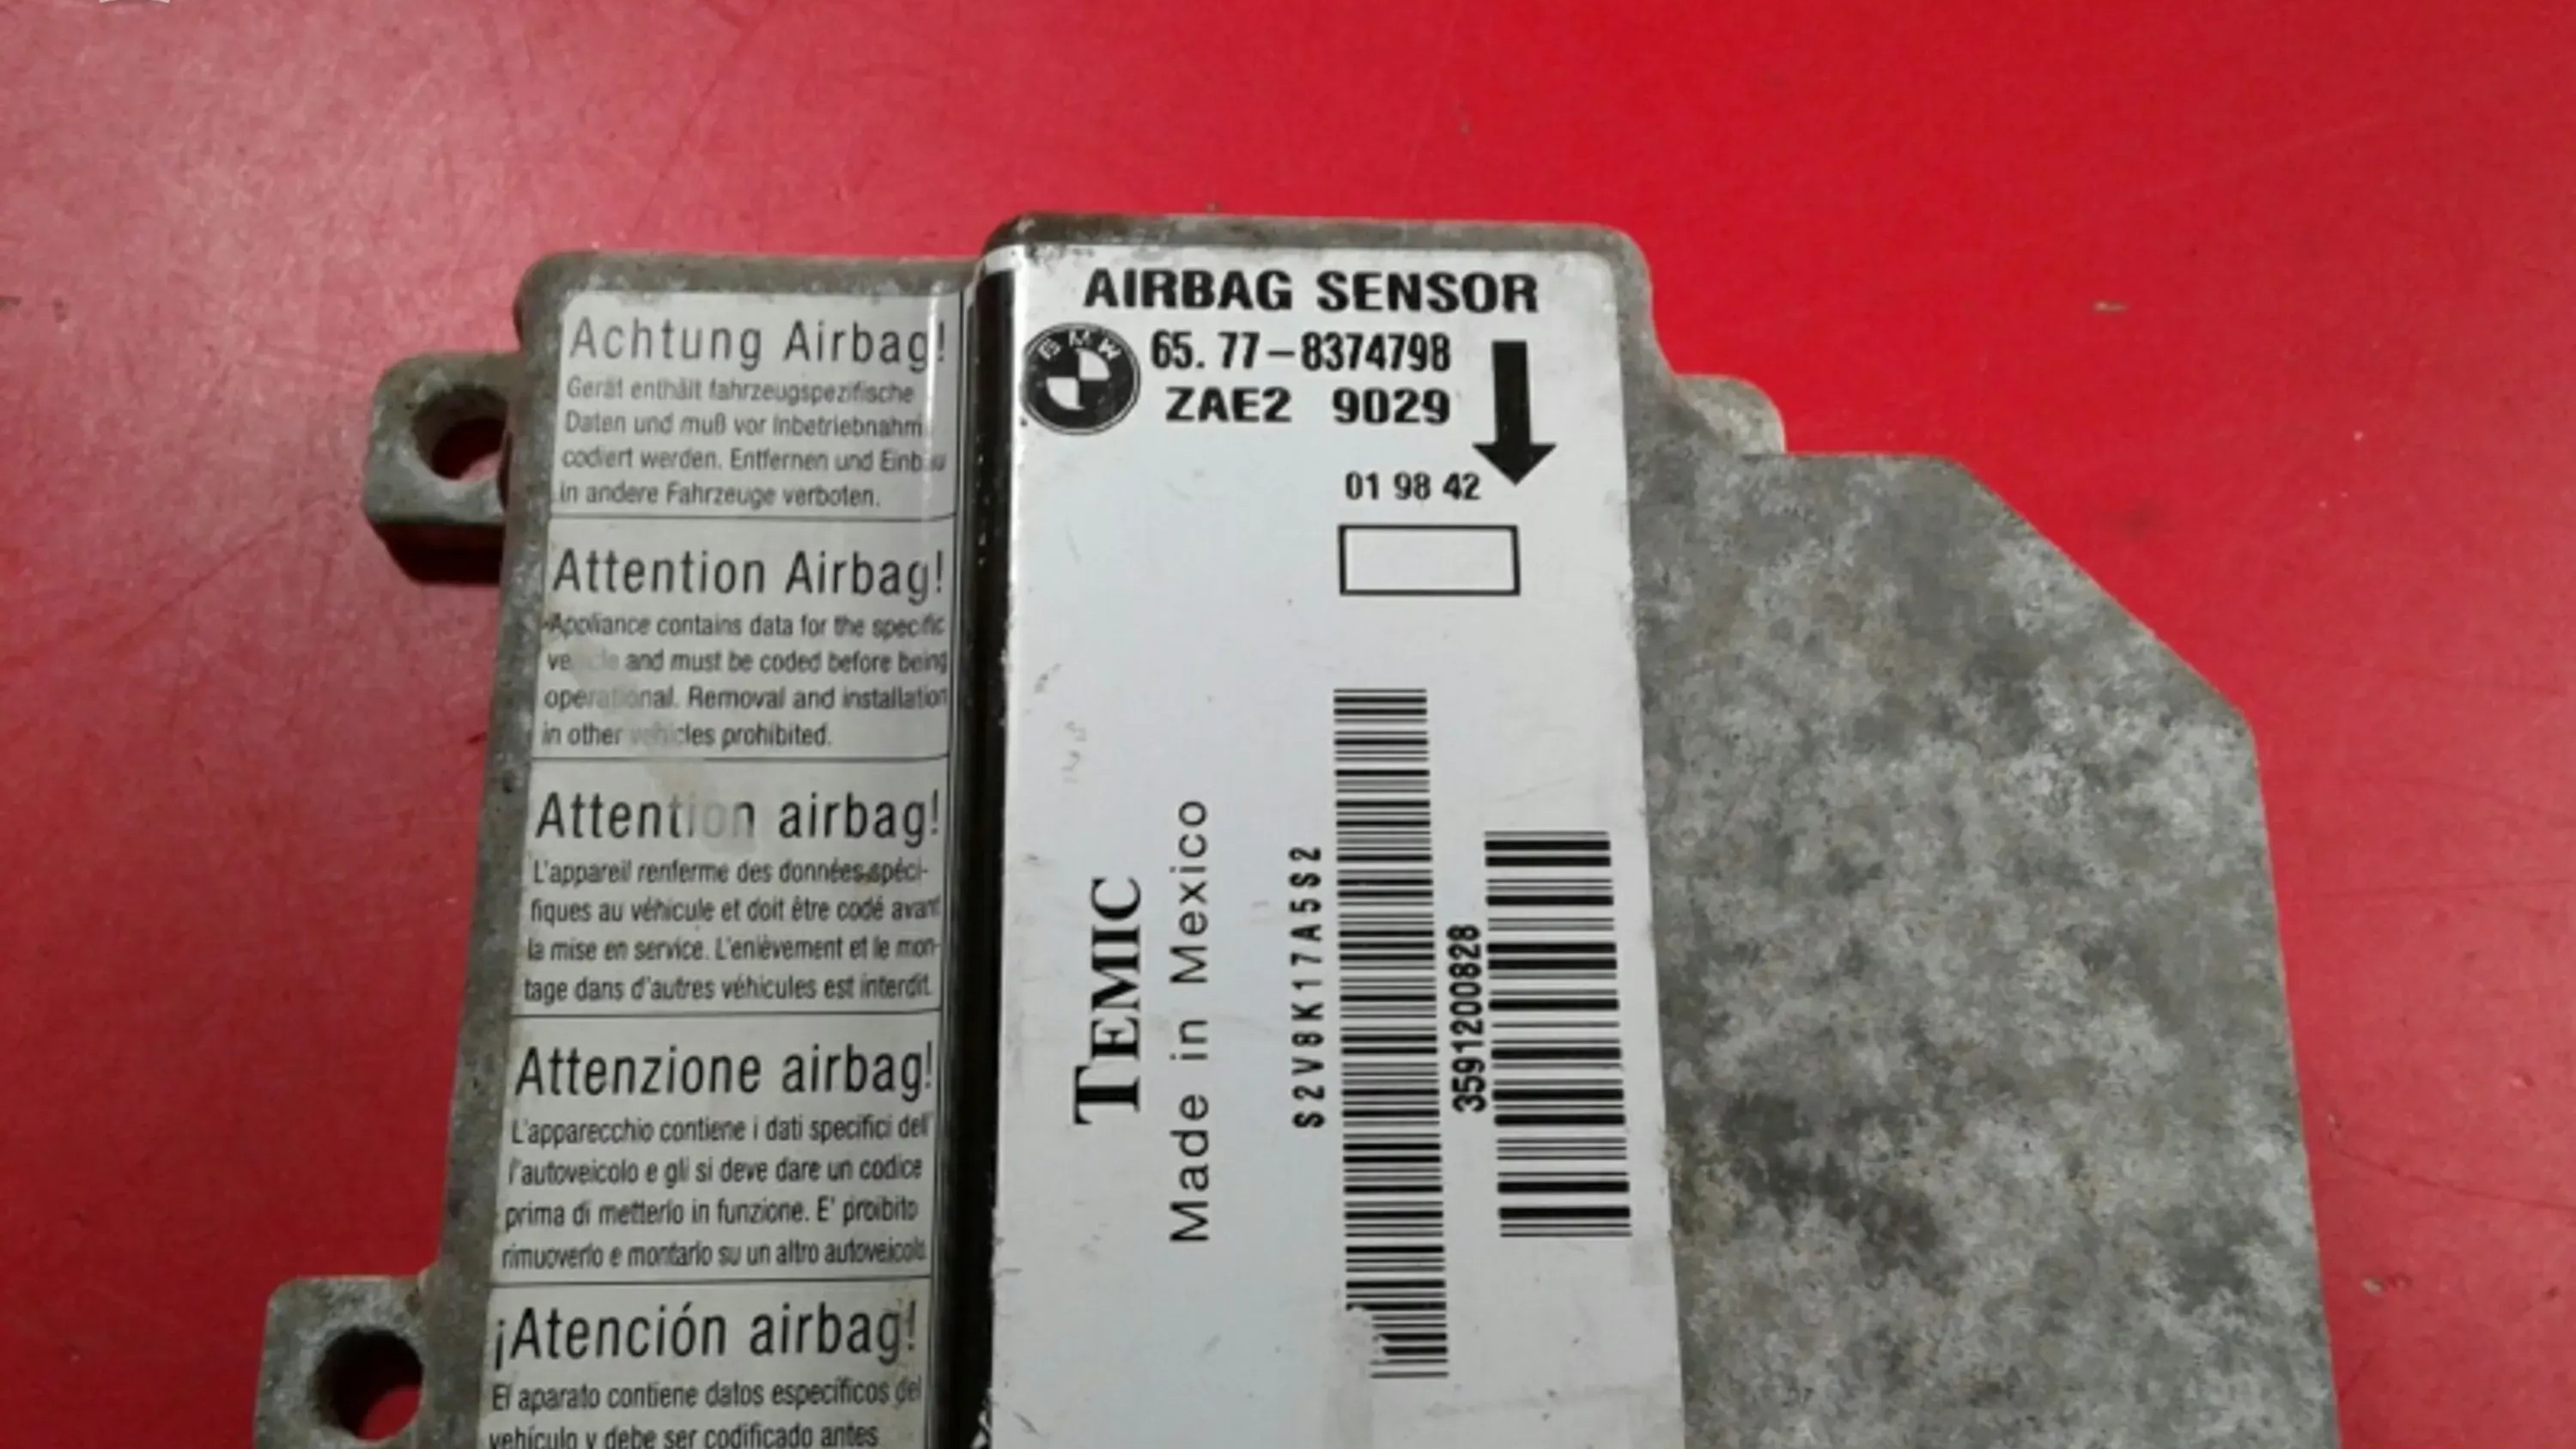 Achtung Airbag!
Gerät enthält fahrzeugspezifische
Daten und muß vor Inbetriebnahm
codiert werden. Entfernen und Einbau
in andere Fahrzeuge verboten.
Attention Airbag!
Appliance contains data for the specific
vehicle and must be coded before being
operational. Removal and installation
in other vehicles prohibited.
Attention airbag!
L'appareil renferme des données spéci-
fiques au véhicule et doit être codé avant
la mise en service. L'enlèvement et le mon-
tage dans d'autres véhicules est interdit.
Attenzione airbag!
L'apparecchio contiene i dati specifici dell'
l'autoveicolo e gli si deve dare un codice
prima di metterlo in funzione. E' proibito
rimuoverlo e montarlo su un altro autoveicolo.
¡Atención airbag!
El aparato contiene datos específicos del
vehículo y debe ser codificado antes
AIRBAG SENSOR
BMW
65.77-8374798
ZAE2 9029
01 98 42
TEMIC
Made in Mexico
S2V8K17A5S2
359120000828